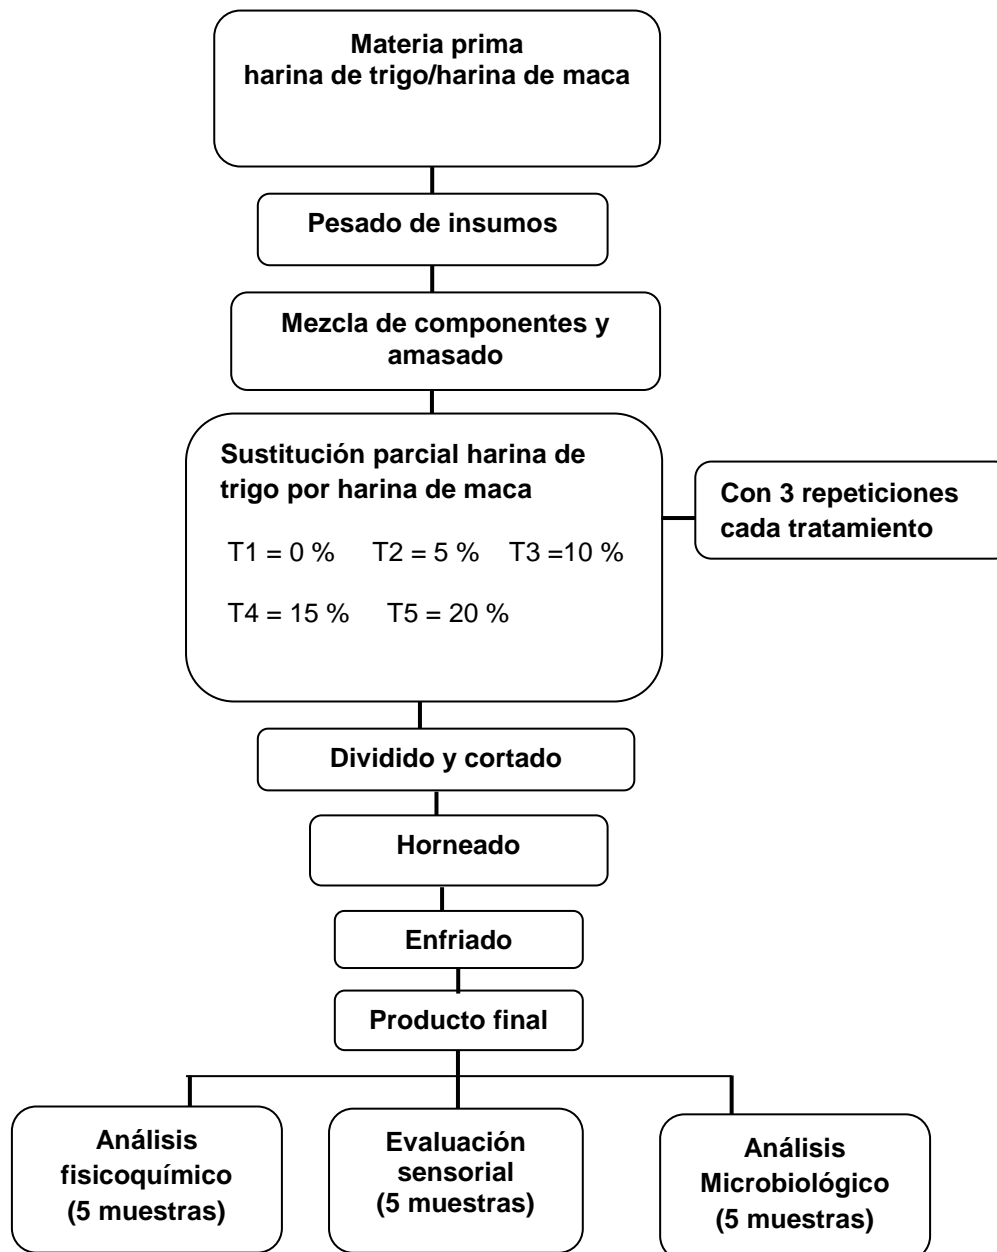 Materia prima
harina de trigo/harina de maca
Pesado de insumos
Mezcla de componentes y
amasado
Sustitución parcial harina de
trigo por harina de maca
T1 = 0 % T2 = 5 % T3 =10 %
T4 = 15 % T5 = 20 %
Con 3 repeticiones
cada tratamiento
Dividido y cortado
Horneado
Enfriado
Producto final
Análisis
fisicoquímico
(5 muestras)
Evaluación
sensorial
(5 muestras)
Análisis
Microbiológico
(5 muestras)